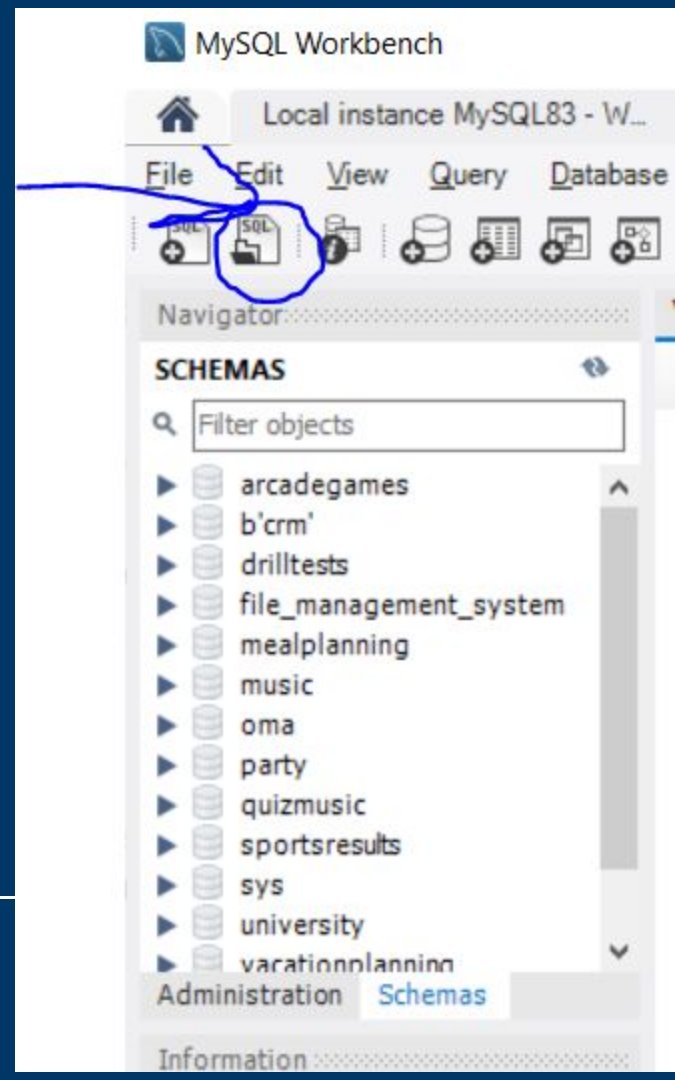 MySQL Workbench
Local instance MySQL83 - W...
File Edit View Query Database
SQL SQL
Navigator
SCHEMAS
Filter objects
arcadegames
b'crm'
drilltests
file_management_system
mealplanning
music
oma
party
quizmusic
sportsresults
sys
university
vacationplanning
Administration Schemas
Information